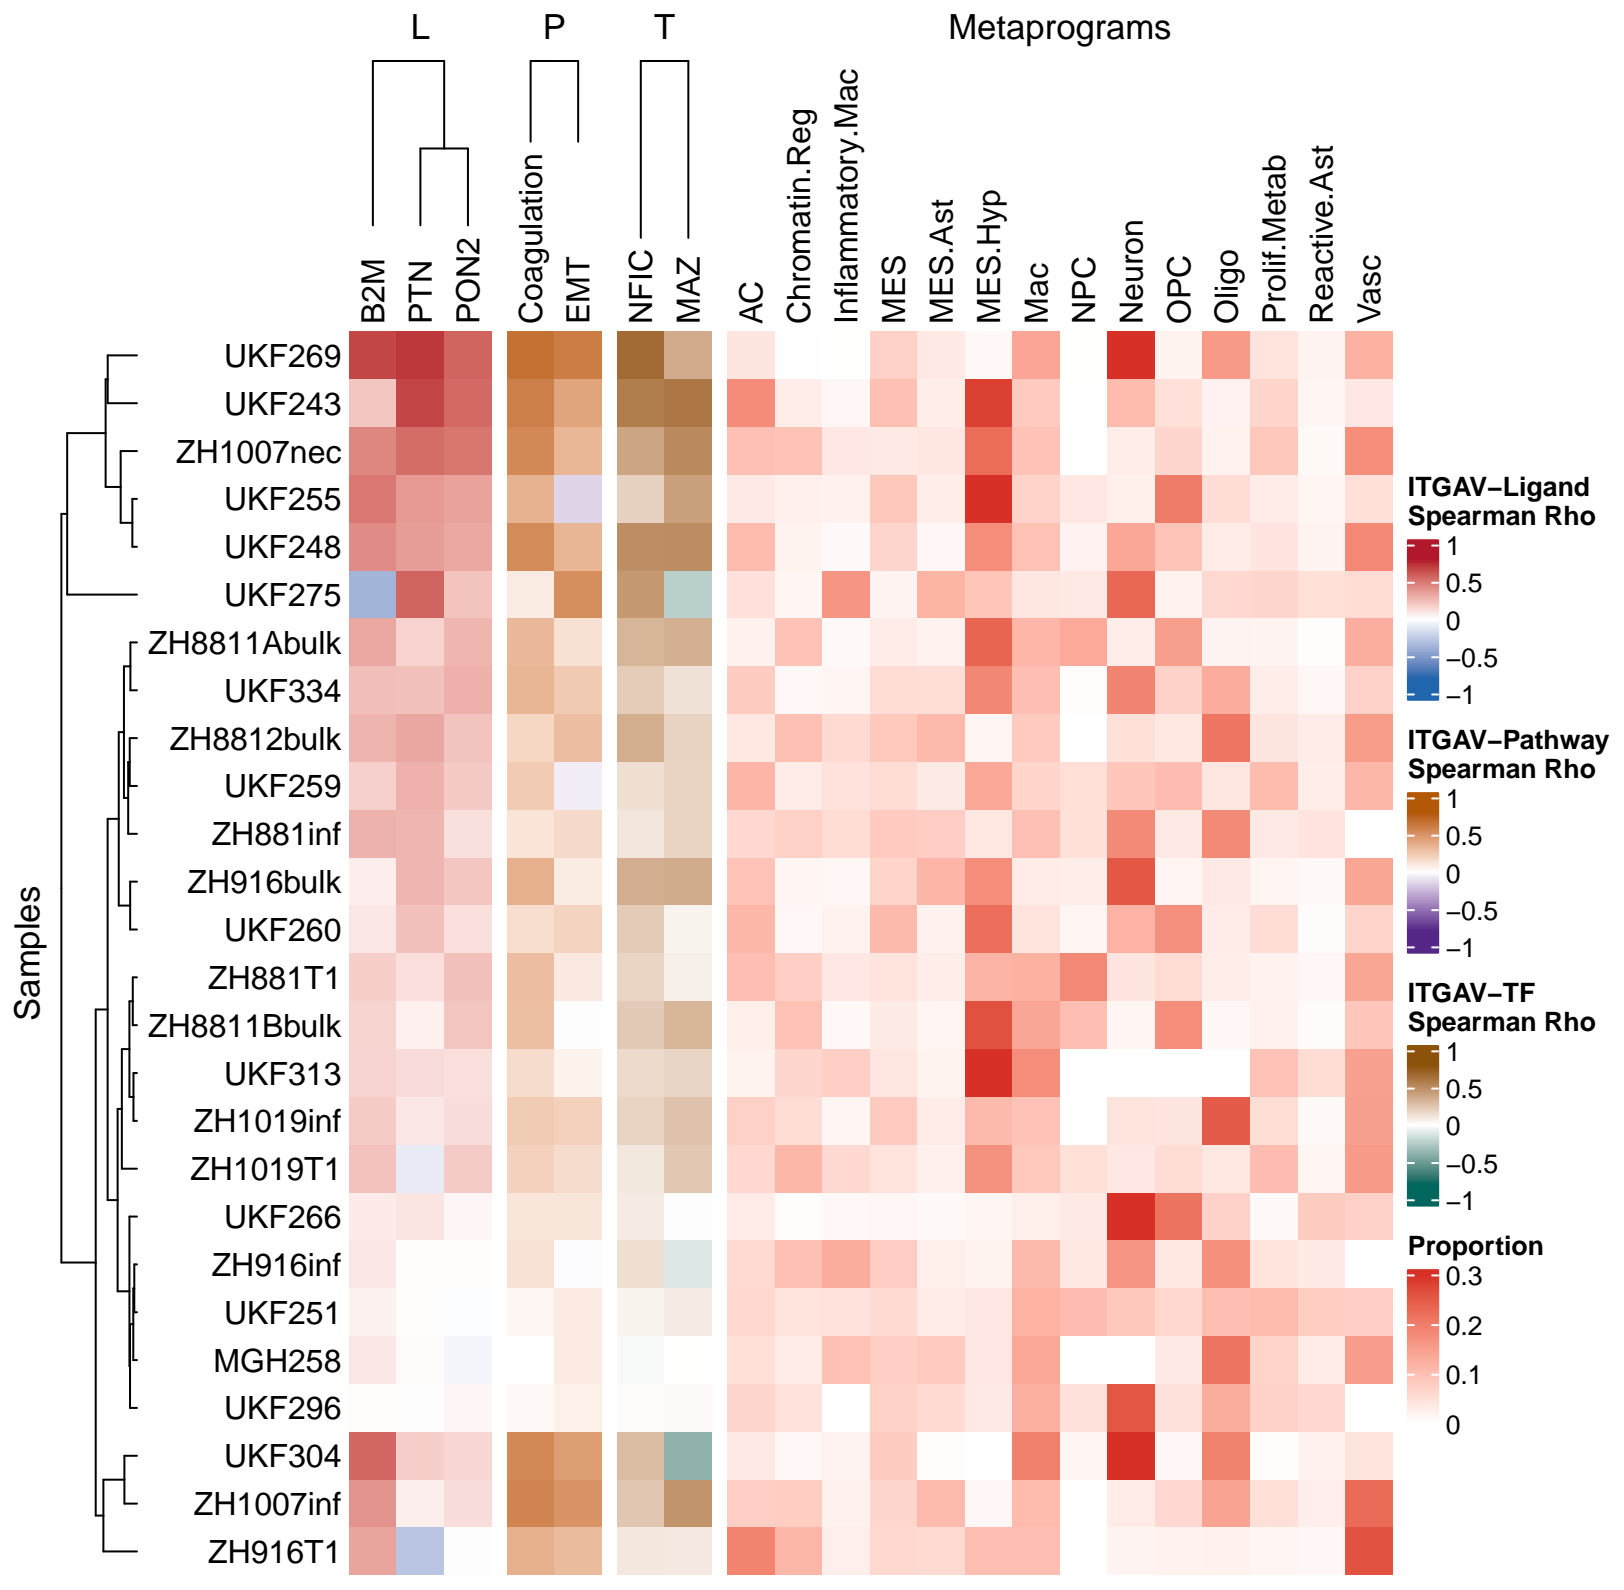 L P T Metaprograms
B2M
PTN
PON2
Coagulation
EMT
NFIC
MAZ
AC
Chromatin.Reg
Inflammatory.Mac
MES
MES.Ast
MES.Hyp
Mac
NPC
Neuron
OPC
Oligo
Prolif.Metab
Reactive.Ast
Vasc
Samples
UKF269
UKF243
ZH1007nec
UKF255
UKF248
UKF275
ZH8811Abulk
UKF334
ZH8812bulk
UKF259
ZH881inf
ZH916bulk
UKF260
ZH881T1
ZH8811Bbulk
UKF313
ZH1019inf
ZH1019T1
UKF266
ZH916inf
UKF251
MGH258
UKF296
UKF304
ZH1007inf
ZH916T1
ITGAV−Ligand
Spearman Rho
1
0.5
0
−0.5
−1
ITGAV−Pathway
Spearman Rho
1
0.5
0
−0.5
−1
ITGAV−TF
Spearman Rho
1
0.5
0
−0.5
−1
Proportion
0.3
0.2
0.1
0